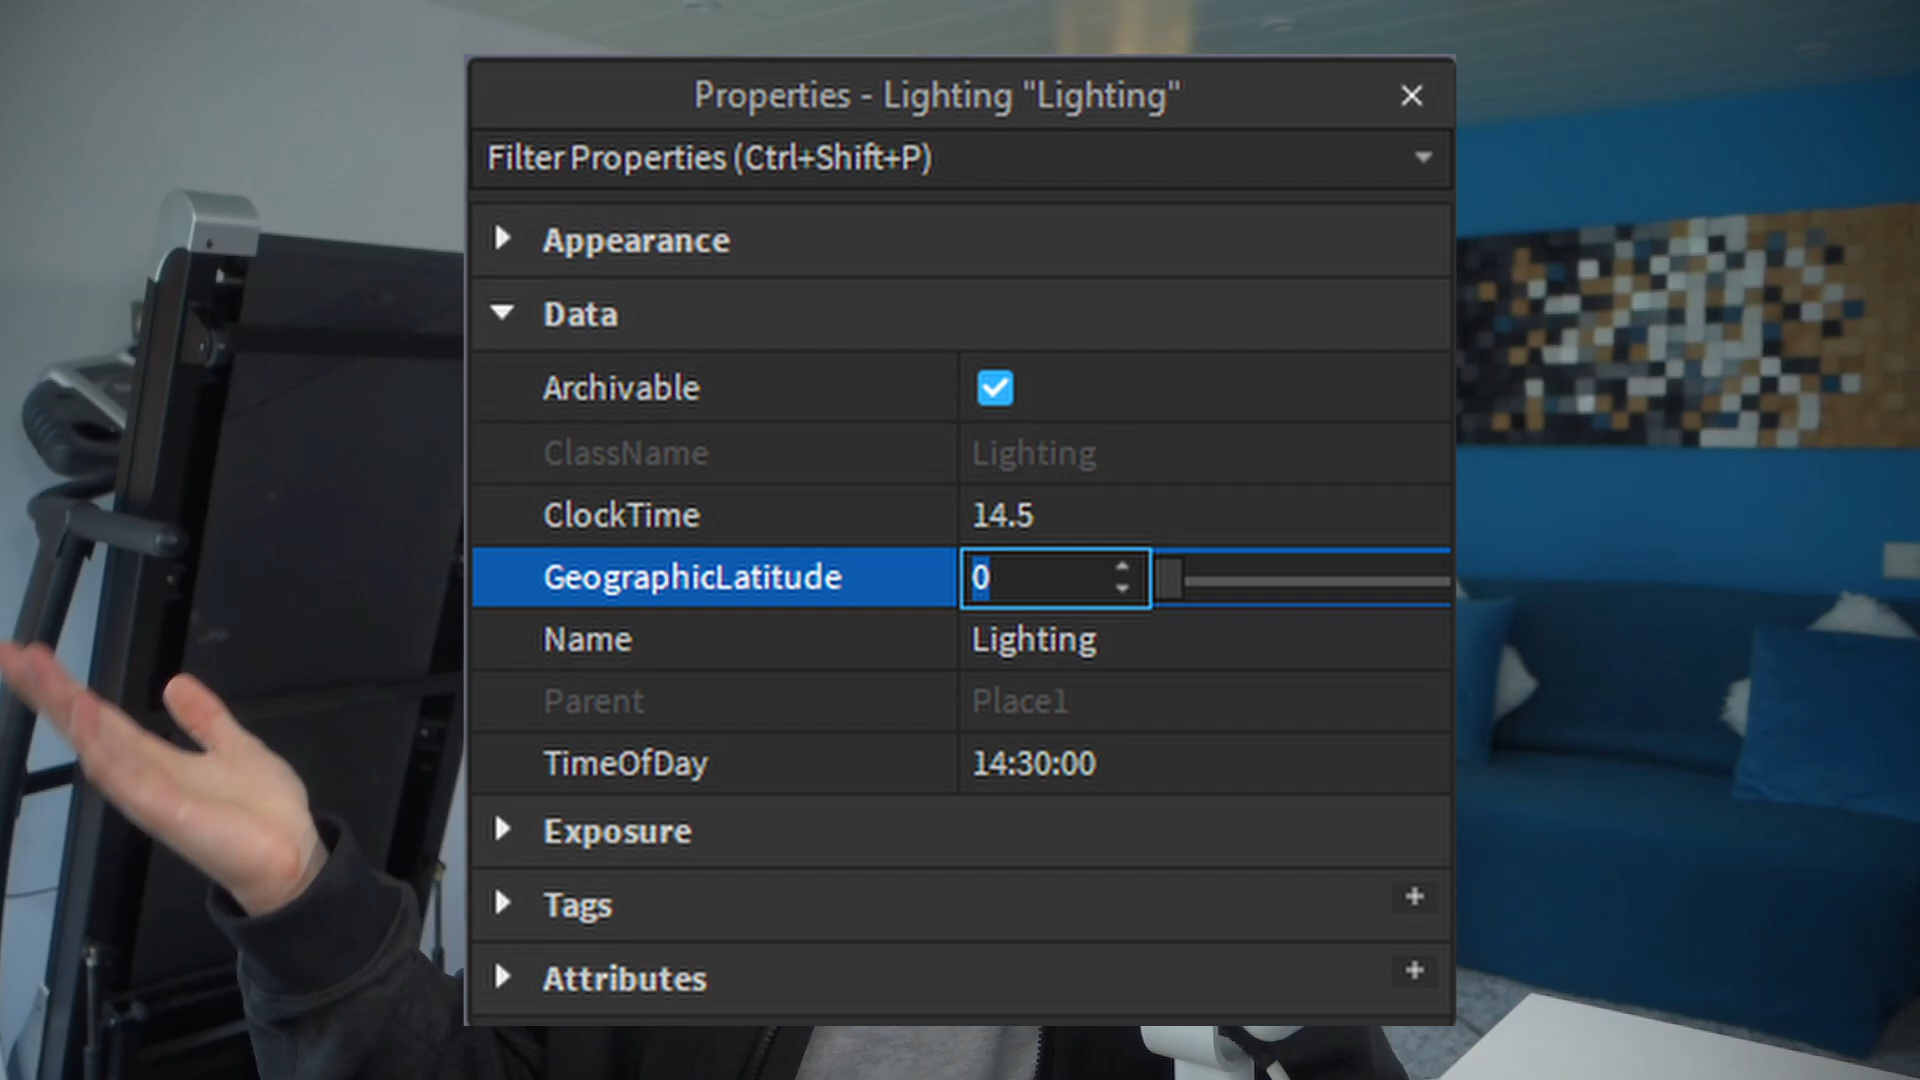 Properties - Lighting "Lighting"
Filter Properties (Ctrl+Shift+P)
Appearance
Data
Archivable
ClassName Lighting
ClockTime 14.5
GeographicLatitude 0
Name Lighting
Parent Place1
TimeOfDay 14:30:00
Exposure
Tags
Attributes